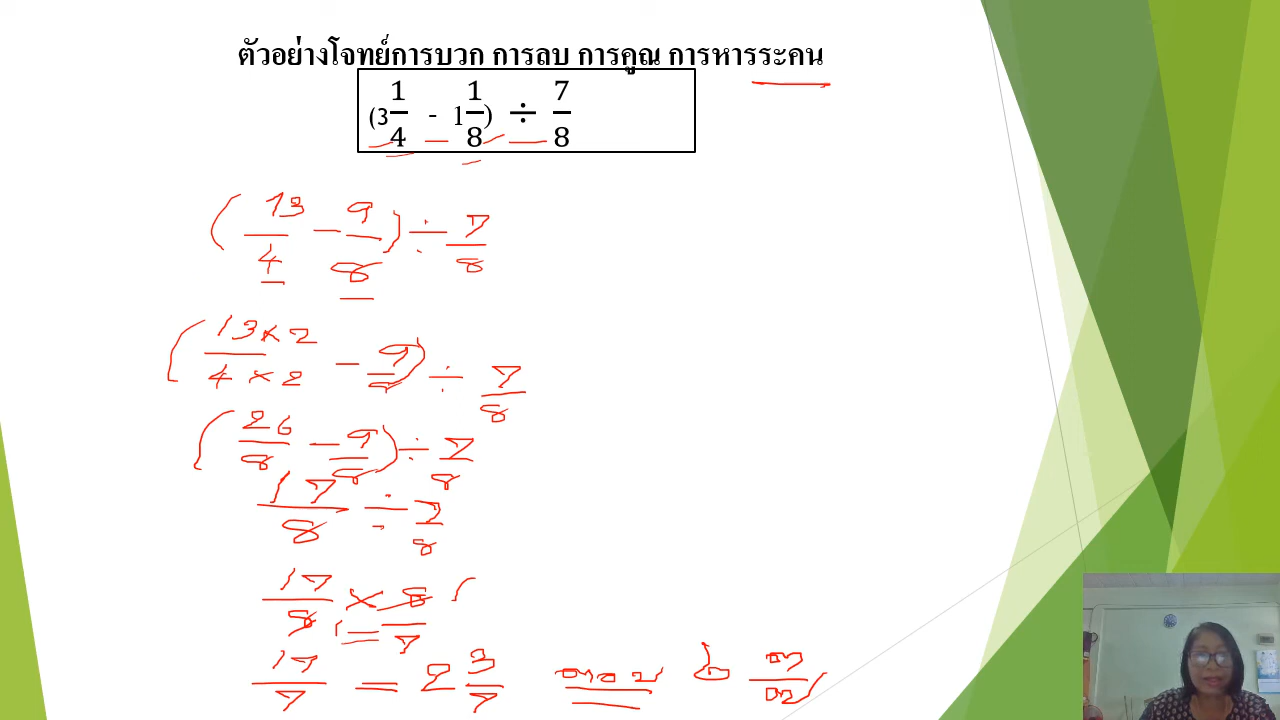 ตัวอย่างโจทย์การบวก การลบ การคูณ การหารระคน
(3 1/4 - 1 1/8) ÷ 7/8
(13/4 - 9/8) ÷ 7/8
(13×2/4×2 - 9/8) ÷ 7/8
(26/8 - 9/8) ÷ 7/8
17/8 ÷ 7/8
17/8 × 8/7
17/7 = 2 3/7 ตอบ ๒ ๓/๗